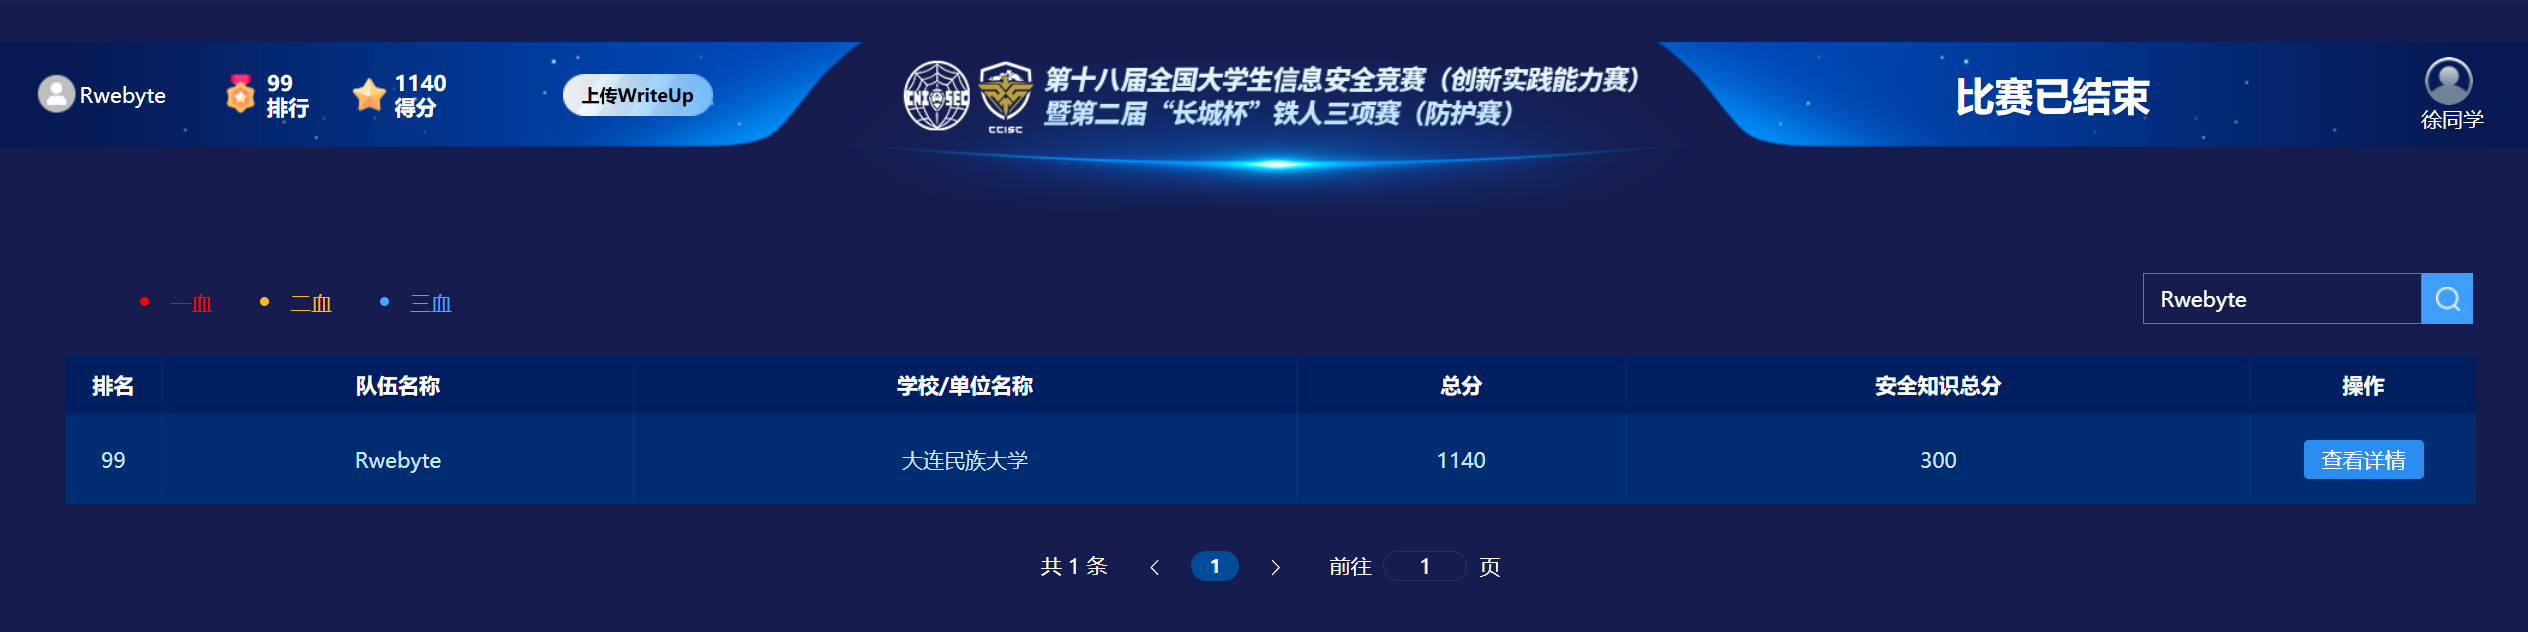 Rwebyte
99
排行
1140
得分
上传WriteUp
CNISEC
CCISC
第十八届全国大学生信息安全竞赛（创新实践能力赛）
暨第二届“长城杯”铁人三项赛（防护赛）
比赛已结束
徐同学
一血 二血 三血
Rwebyte
排名 队伍名称 学校/单位名称 总分 安全知识总分 操作
99 Rwebyte 大连民族大学 1140 300 查看详情
共 1 条 < 1 > 前往 1 页